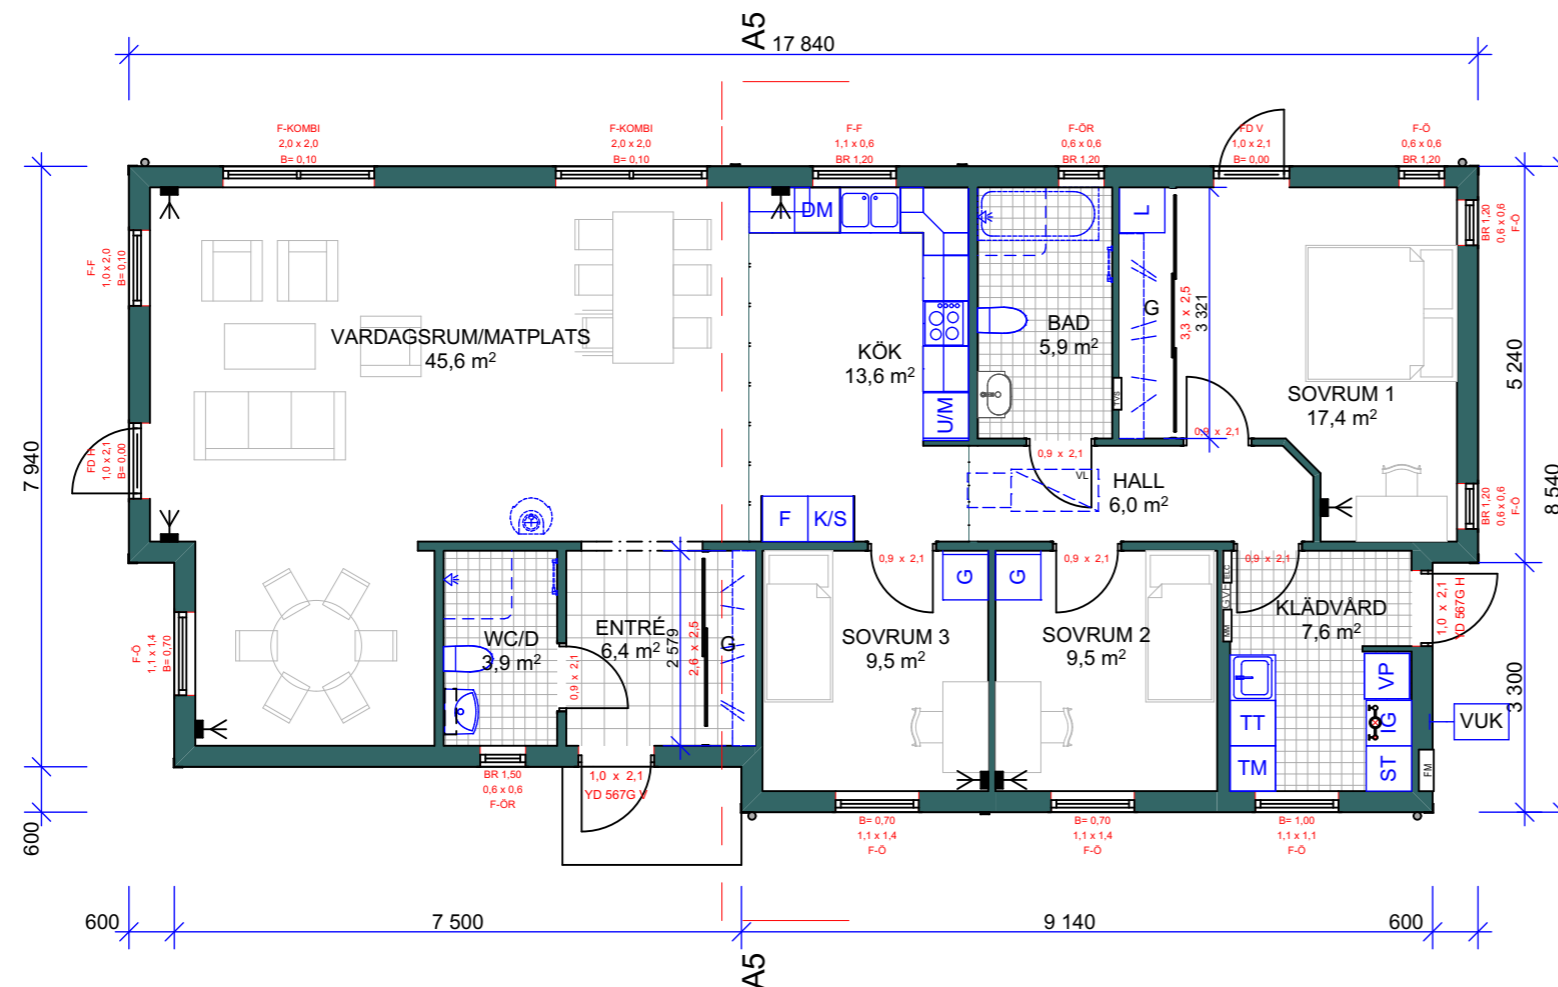 A5
17 840
F-KOMBI
2,0 x 2,0
B= 0,10
F-KOMBI
2,0 x 2,0
B= 0,10
F-F
1,1 x 0,6
BR 1,20
F-ÖR
0,6 x 0,6
BR 1,20
FD V
1,0 x 2,1
B= 0,00
F-Ö
0,6 x 0,6
BR 1,20
F-F
1,0 x 2,0
B= 0,10
DM
L
G
3,3 x 2,5
3 321
BR 1,20
0,6 x 0,6
F-Ö
VARDAGSRUM/MATPLATS
45,6 m²
KÖK
13,6 m²
BAD
5,9 m²
TVS
SOVRUM 1
17,4 m²
5 240
U/M
0,9 x 2,1
0,9 x 2,1
7 940
FD H
1,0 x 2,1
B= 0,00
VL
HALL
6,0 m²
BR 1,20
0,6 x 0,6
F-Ö
8 540
F
K/S
0,9 x 2,1
0,9 x 2,1
0,9 x 2,1
G
G
ELC
GVF
MM
F-Ö
1,1 x 1,4
B= 0,70
WC/D
3,9 m²
0,9 x 2,1
ENTRÉ
6,4 m²
2 579
2,6 x 2,5
G
SOVRUM 3
9,5 m²
SOVRUM 2
9,5 m²
KLÄDVÅRD
7,6 m²
1,0 x 2,1
YD 567G H
3 300
VP
TT
IG
VUK
TM
ST
FM
BR 1,50
0,6 x 0,6
F-ÖR
1,0 x 2,1
YD 567G V
B= 0,70
1,1 x 1,4
F-Ö
B= 0,70
1,1 x 1,4
F-Ö
B= 1,00
1,1 x 1,1
F-Ö
600
600
7 500
9 140
600
A5